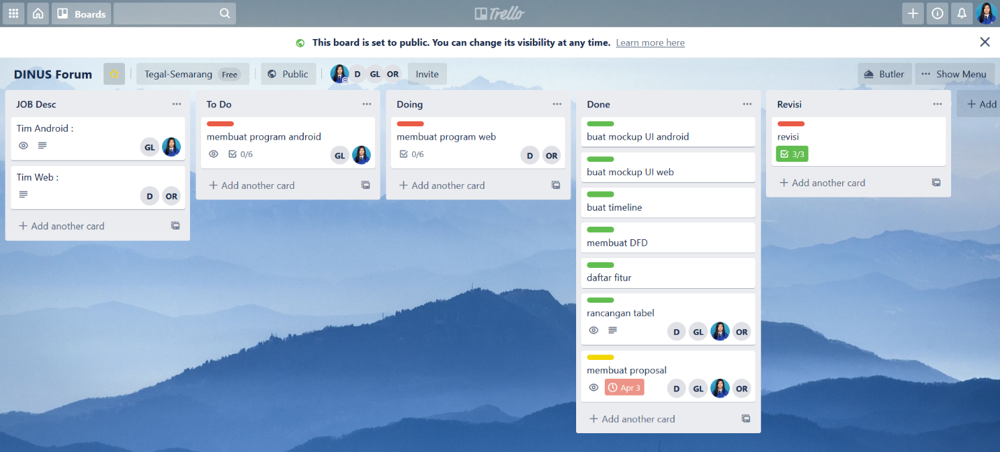 Boards
Trello
This board is set to public. You can change its visibility at any time. Learn more here
DINUS Forum
Tegal-Semarang Free
Public
D GL OR
Invite
Butler
Show Menu
JOB Desc
Tim Android :
GL
Tim Web :
D OR
Add another card
To Do
membuat program android
0/6
GL
Add another card
Doing
membuat program web
0/6
D OR
Add another card
Done
buat mockup UI android
buat mockup UI web
buat timeline
membuat DFD
daftar fitur
rancangan tabel
D GL OR
membuat proposal
Apr 3
D GL OR
Add another card
Revisi
revisi
3/3
Add another card
Add